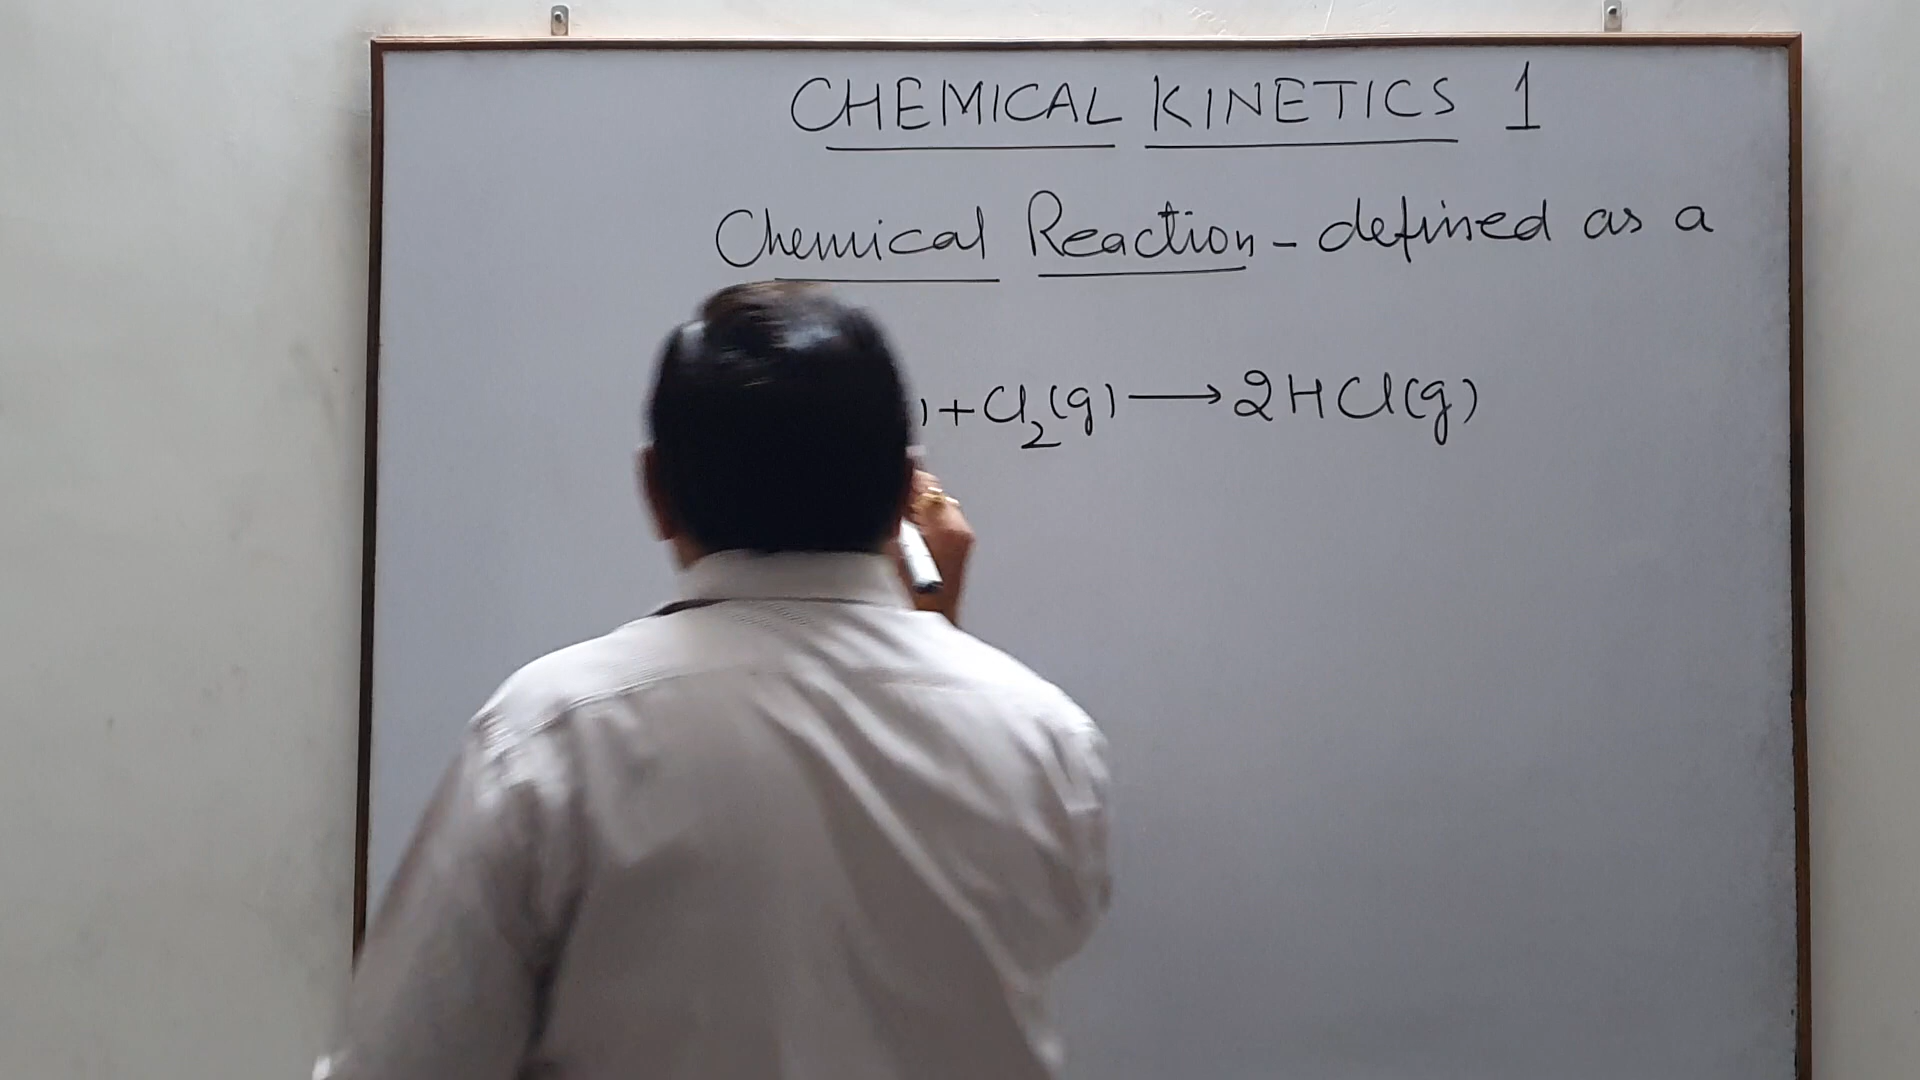 CHEMICAL KINETICS 1
Chemical Reaction - defined as a
) + Cl₂(g) ⟶ 2HCl(g)